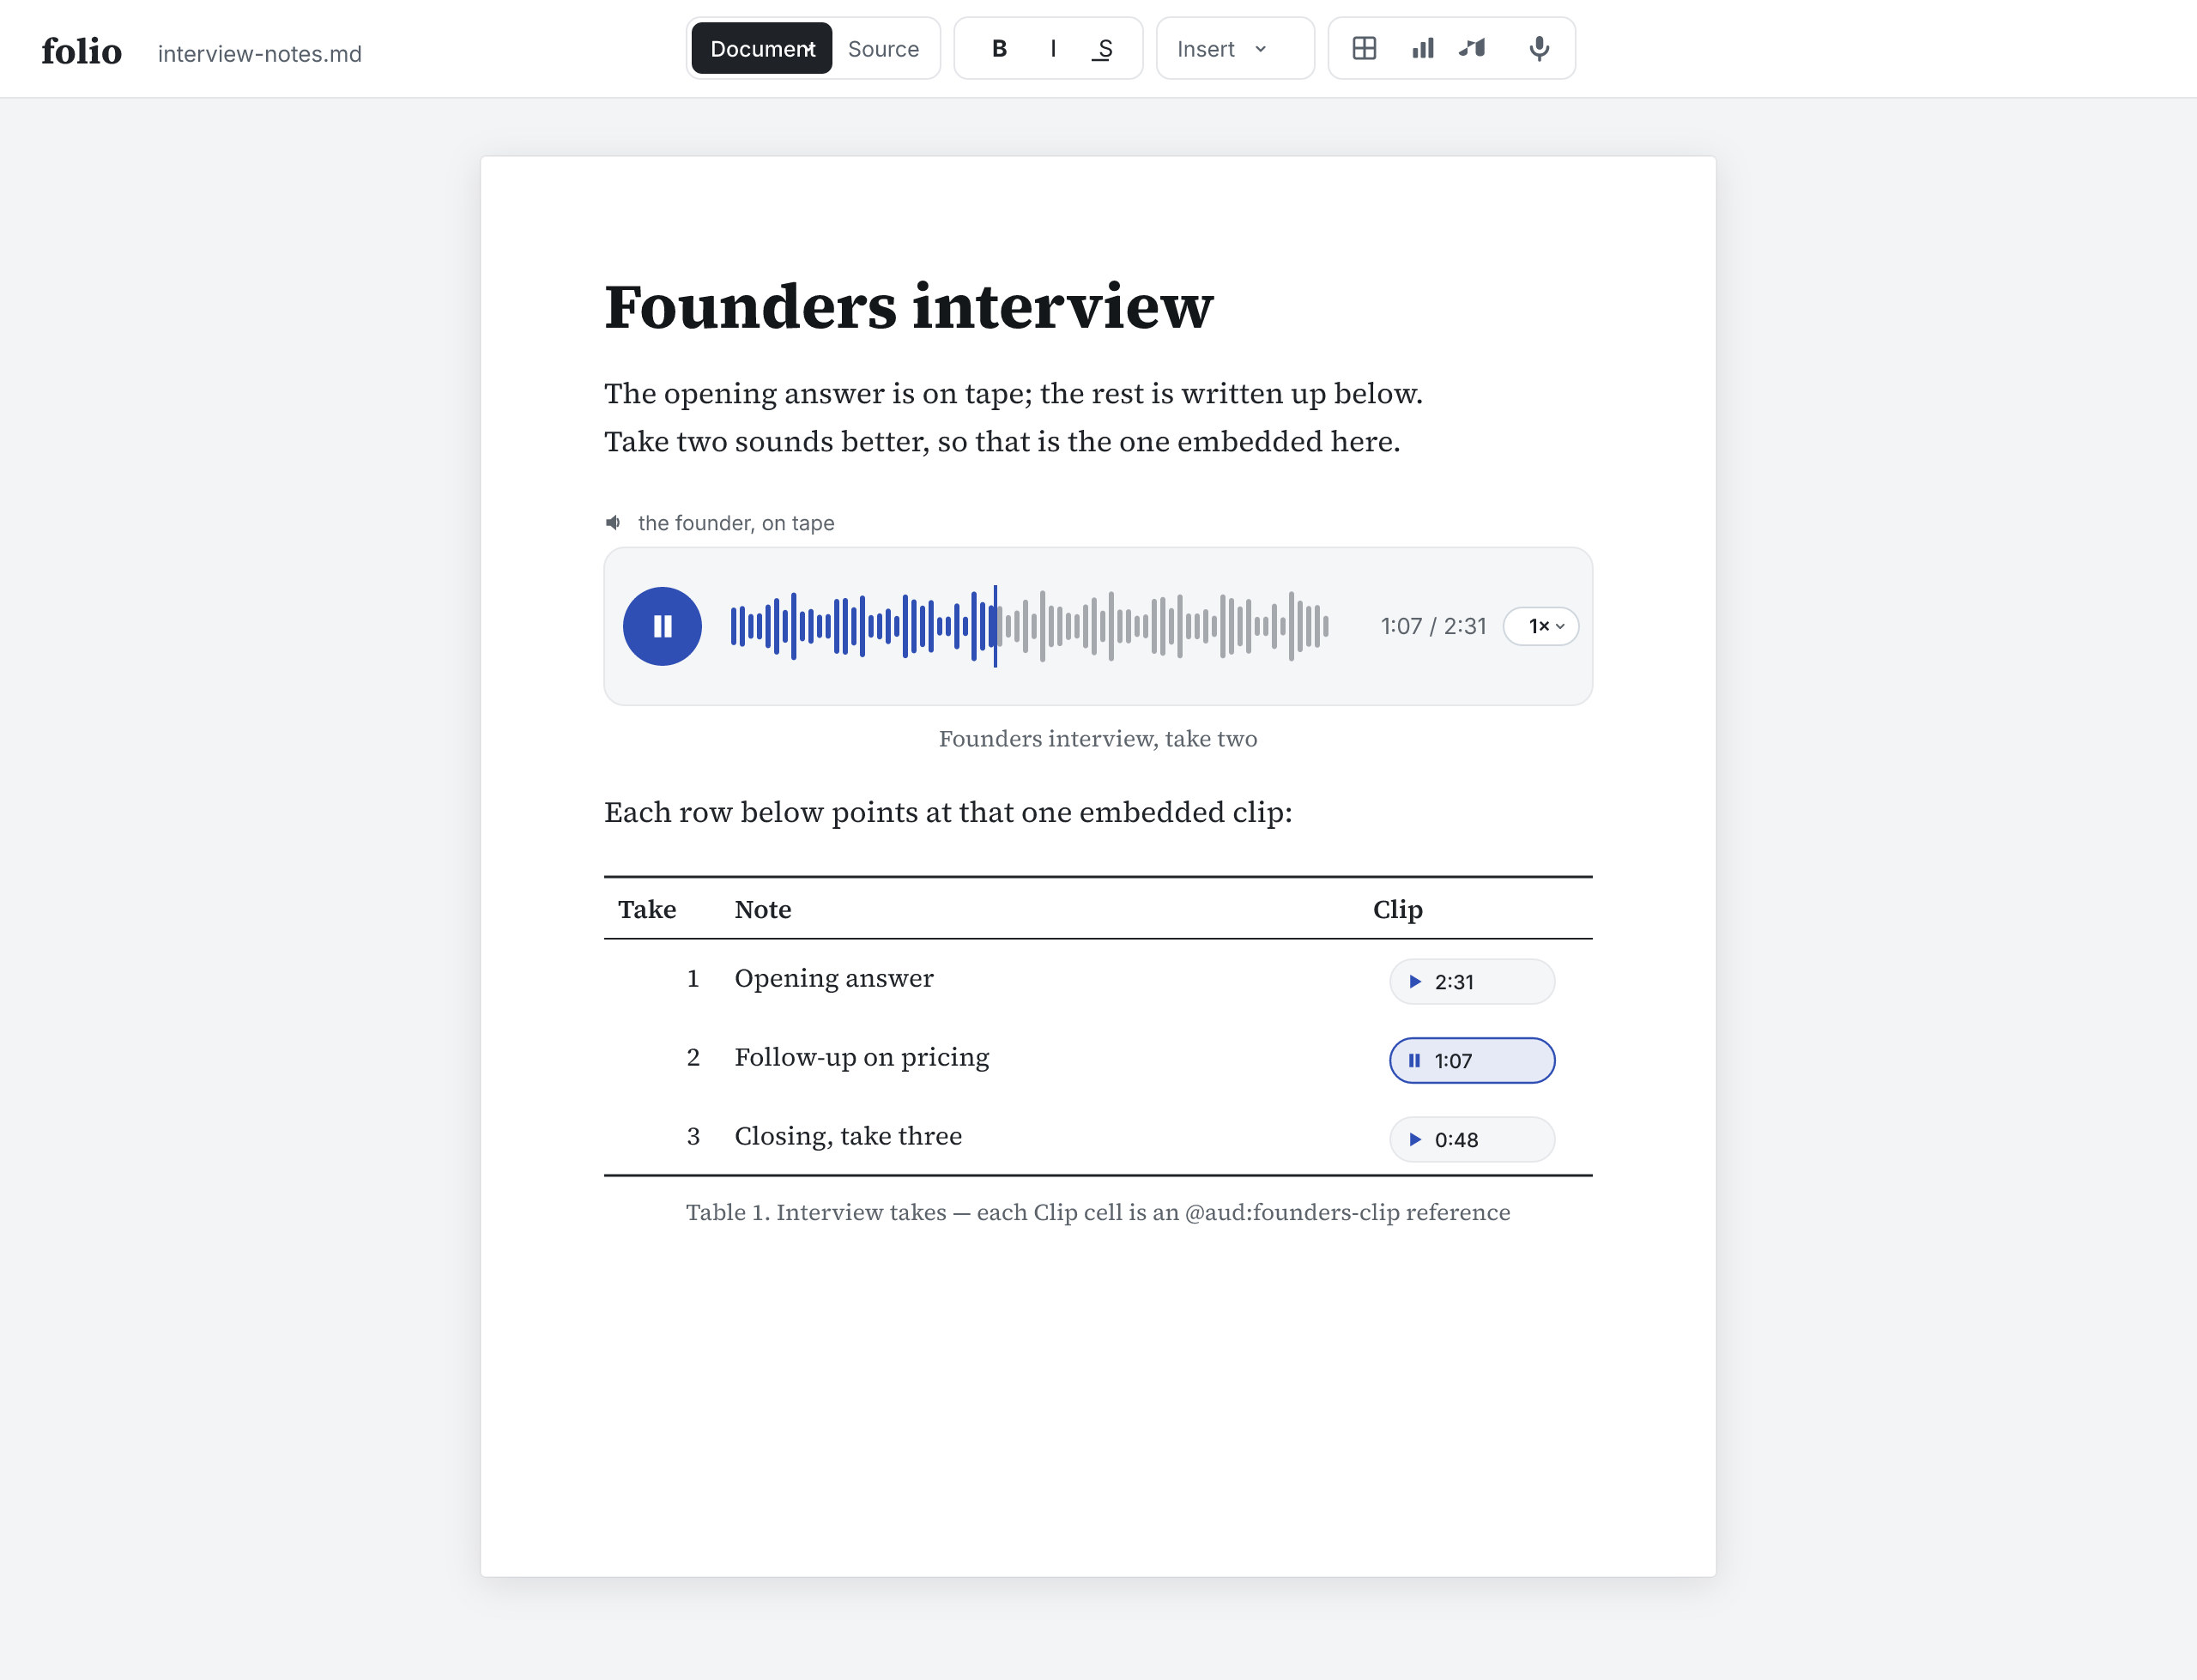 folio
interview-notes.md
Document
Source
B
I
S
Insert
Founders interview
The opening answer is on tape; the rest is written up below.
Take two sounds better, so that is the one embedded here.
the founder, on tape
1:07 / 2:31
1×
Founders interview, take two
Each row below points at that one embedded clip:
Take Note Clip
1 Opening answer 2:31
2 Follow-up on pricing 1:07
3 Closing, take three 0:48
Table 1. Interview takes — each Clip cell is an @aud:founders-clip reference